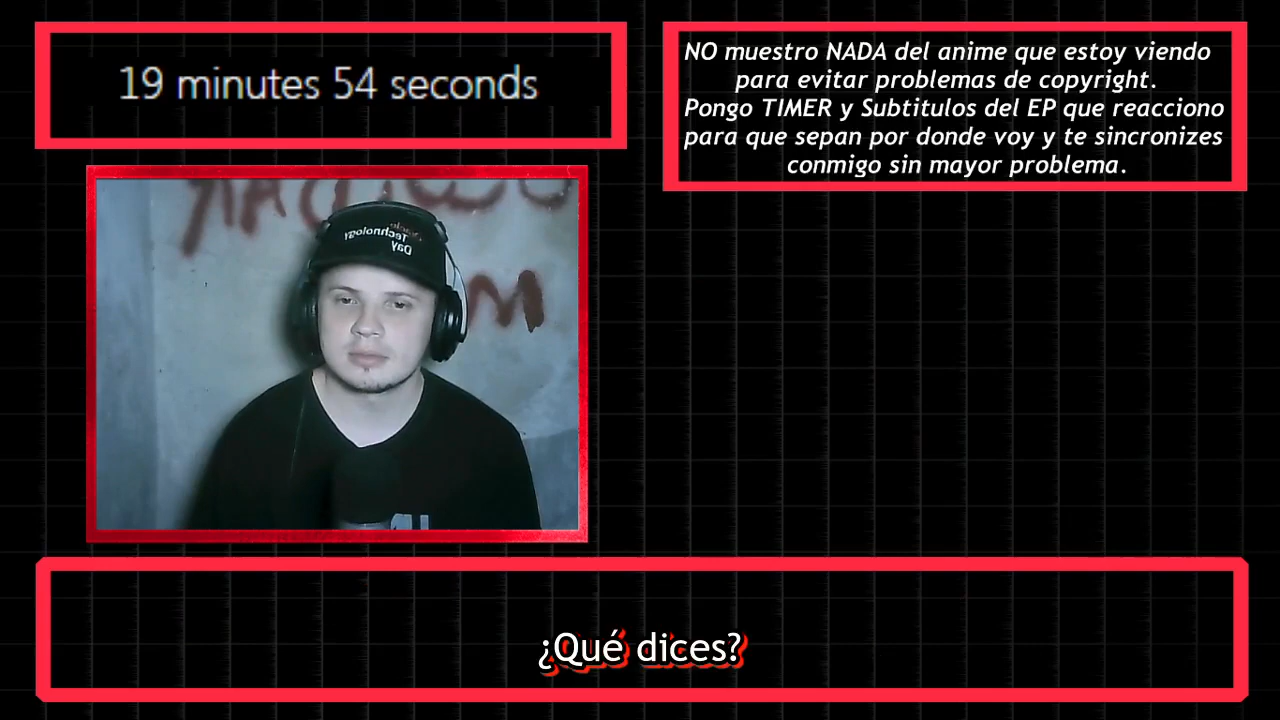 19 minutes 54 seconds
NO muestro NADA del anime que estoy viendo
para evitar problemas de copyright.
Pongo TIMER y Subtitulos del EP que reacciono
para que sepan por donde voy y te sincronizes
conmigo sin mayor problema.
Technology
Day
¿Qué dices?